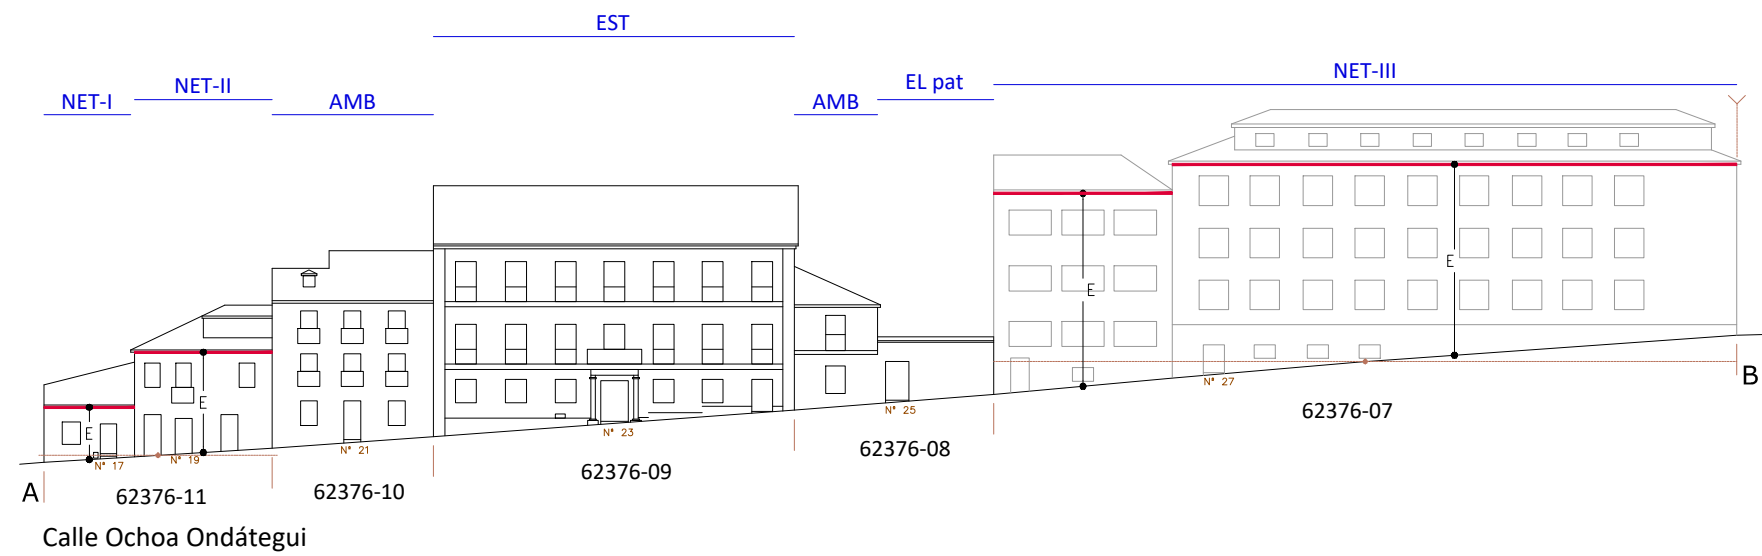 EST
NET-I
NET-II
AMB
AMB
EL pat
NET-III
E
E
E
E
Nº 17
Nº 19
Nº 21
Nº 23
Nº 25
Nº 27
A
B
62376-11
62376-10
62376-09
62376-08
62376-07
Calle Ochoa Ondátegui